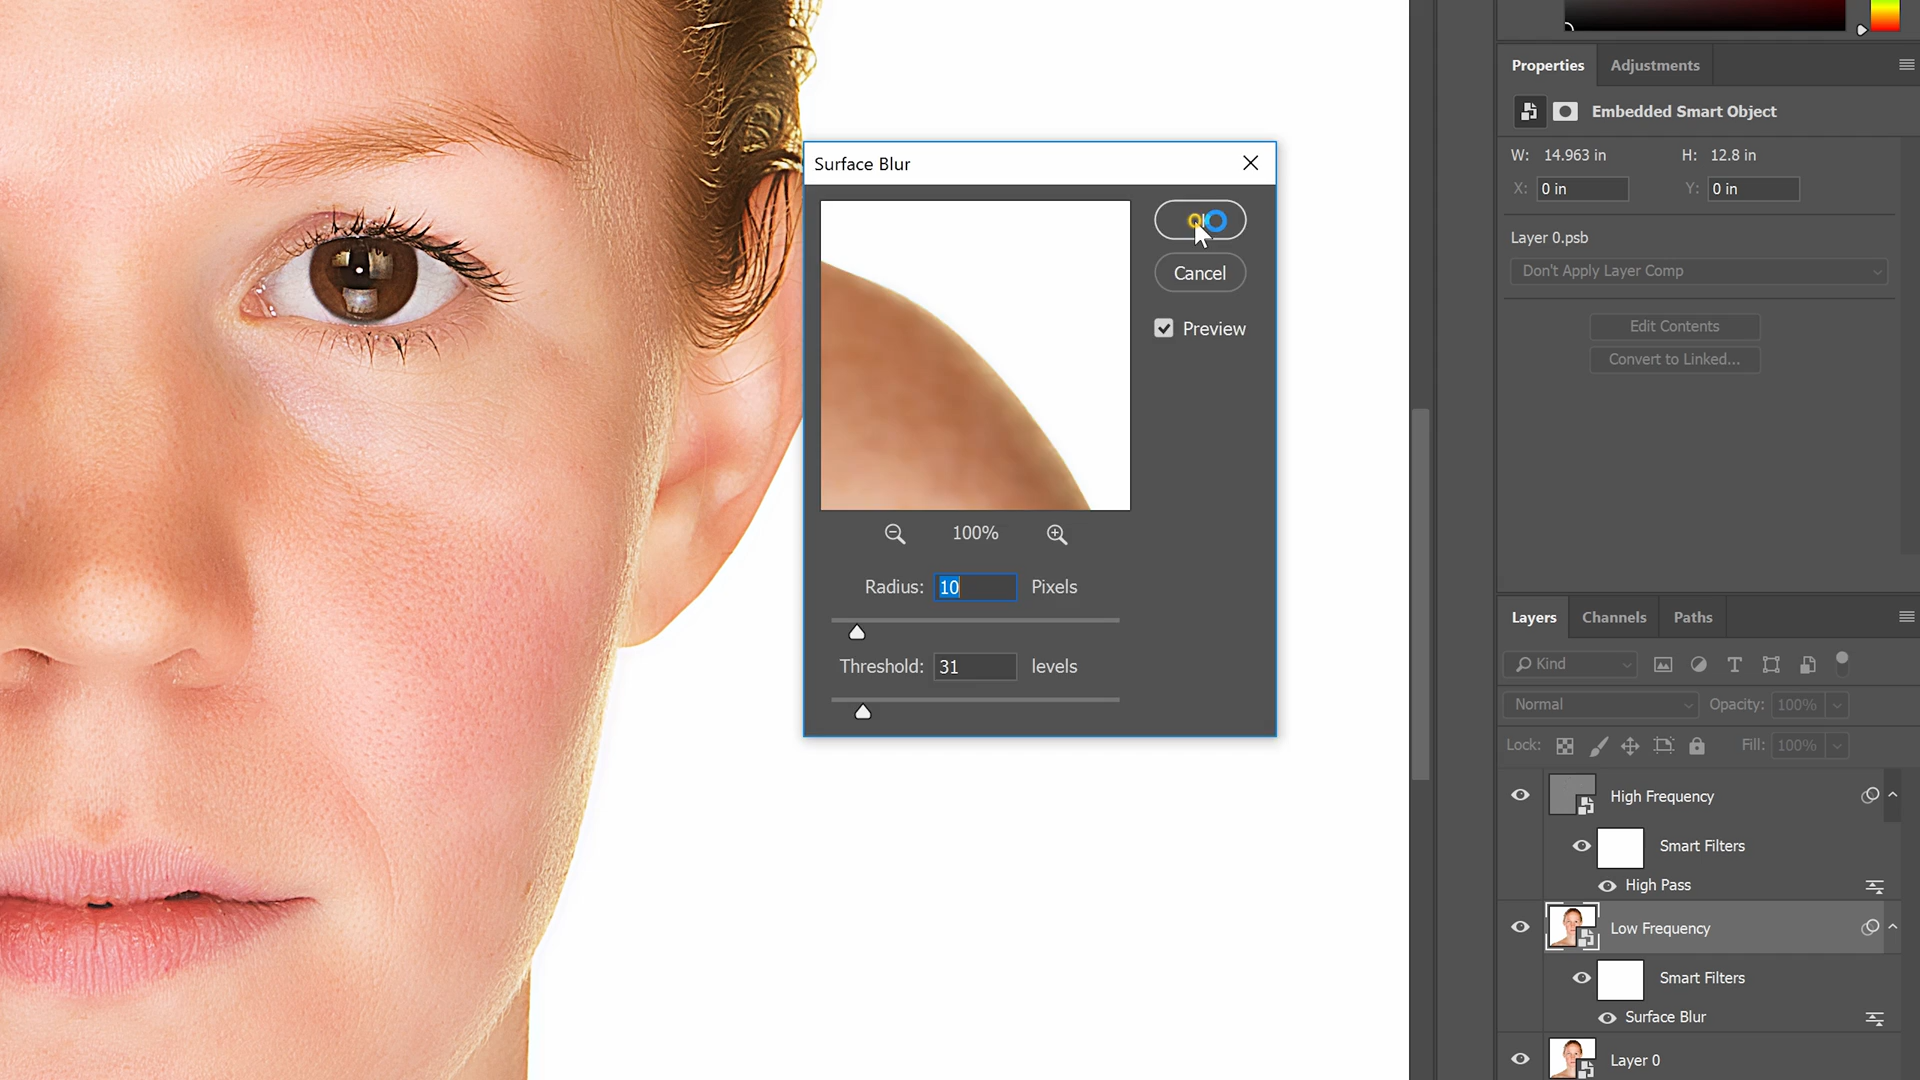 Surface Blur
Cancel
Preview
100%
Radius: 10 Pixels
Threshold: 31 levels
Properties Adjustments
Embedded Smart Object
W: 14.963 in H: 12.8 in
X: 0 in Y: 0 in
Layer 0.psb
Don't Apply Layer Comp
Edit Contents
Convert to Linked...
Layers Channels Paths
Kind
Normal Opacity: 100%
Lock: Fill: 100%
High Frequency
Smart Filters
High Pass
Low Frequency
Smart Filters
Surface Blur
Layer 0